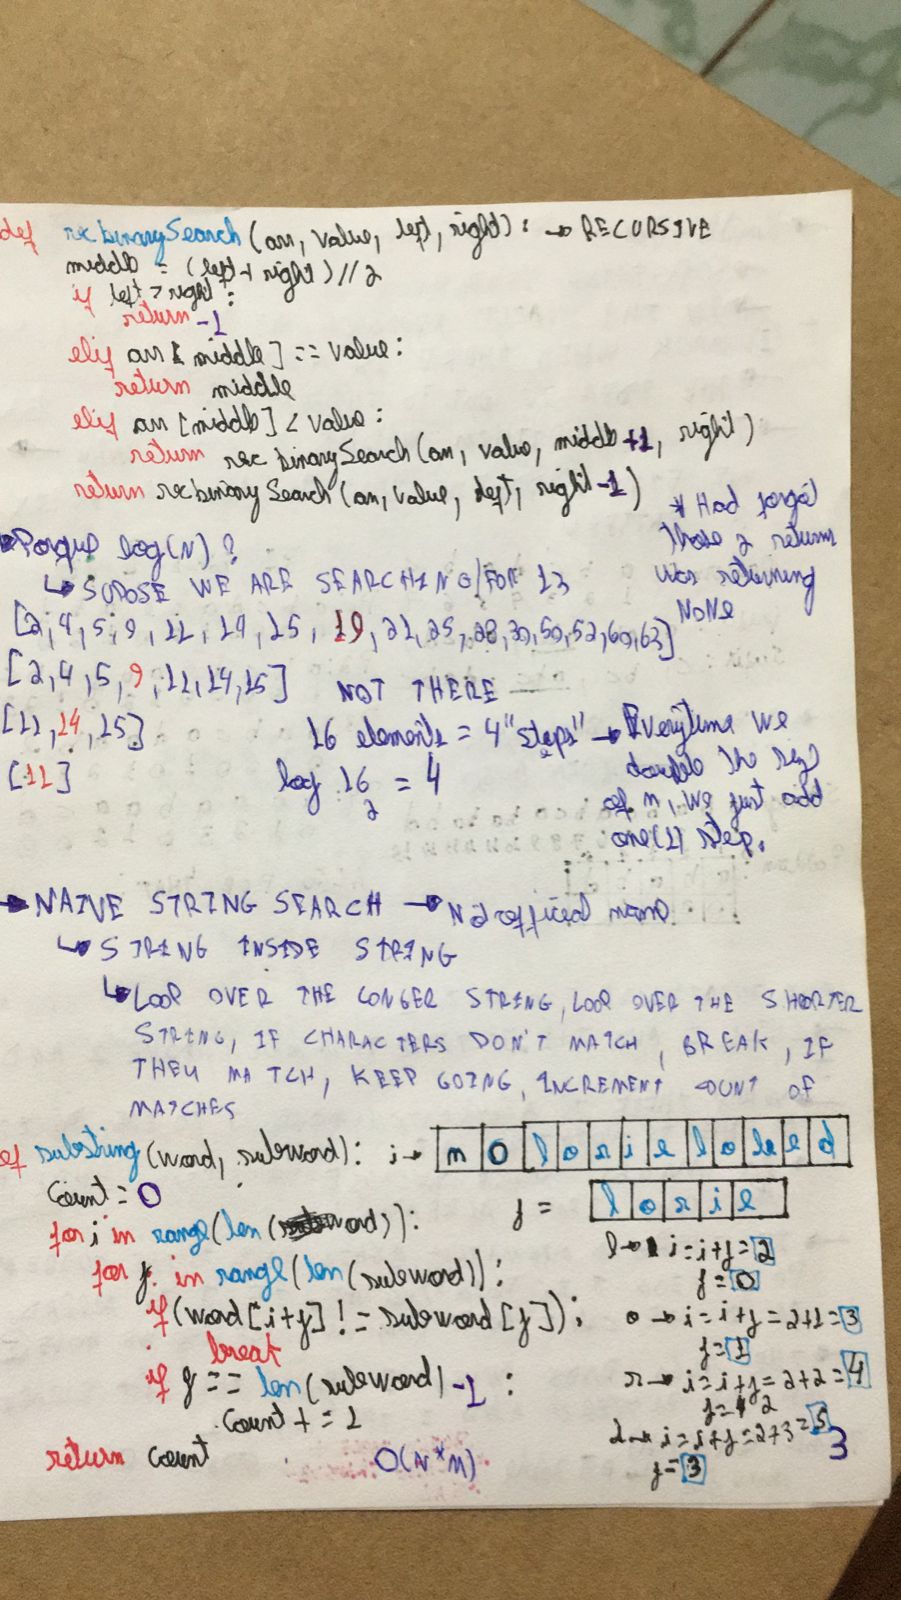 def recbinarySearch(arr, value, left, right): → RECURSIVE
middle = (left + right)//2
if left > right:
return -1
elif arr[middle] == value:
return middle
elif arr[middle] < value:
return recbinarySearch(arr, value, middle+1, right)
return recbinarySearch(arr, value, left, right-1)
* Had forgot
those 2 return
was returning
NONE
→ Porque log(N)?
↳ SUPOSE WE ARE SEARCHING FOR 13
[2, 4, 5, 9, 11, 14, 15, 19, 21, 25, 28, 30, 50, 52, 60, 63]
[2, 4, 5, 9, 11, 14, 15] NOT THERE
[11, 14, 15]
[11]
16 elements = 4 "steps" → Everytime we
double the size
of n, we just add
one(1) step.
log₂ 16 = 4
→ NAIVE STRING SEARCH → Not official name
↳ STRING INSIDE STRING
↳ LOOP OVER THE LONGER STRING, LOOP OVER THE SHORTER
STRING, IF CHARACTERS DON'T MATCH, BREAK, IF
THEY MATCH, KEEP GOING, INCREMENT COUNT OF
MATCHES
def substring(word, subword): i →
l o r i e l o l e d
count = 0
for i in range(len(word)):
j = l o r i e
for j in range(len(subword)):
if(word[i+j] != subword[j]):
break
if j == len(subword)-1:
count += 1
return count
O(N*M)
l → i = i+j = 2
j = 0
o → i = i+j = 2+1 = 3
j = 1
r → i = i+j = 2+2 = 4
j = 2
i = i+j = 2+3 = 5
j = 3
3